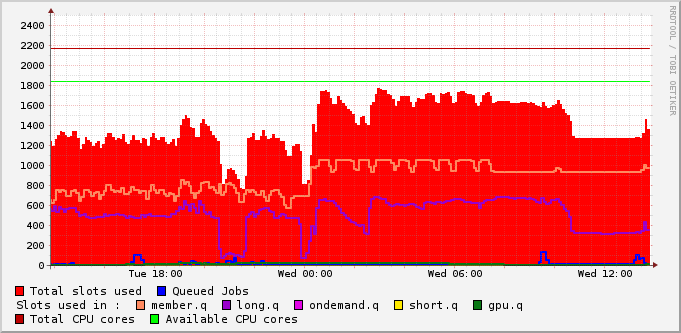 2400
2200
2000
1800
1600
1400
1200
1000
800
600
400
200
0
Tue 18:00 Wed 00:00 Wed 06:00 Wed 12:00
Total slots used Queued Jobs
Slots used in : member.q long.q ondemand.q short.q gpu.q
Total CPU cores Available CPU cores
RRDTOOL / TOBI OETIKER